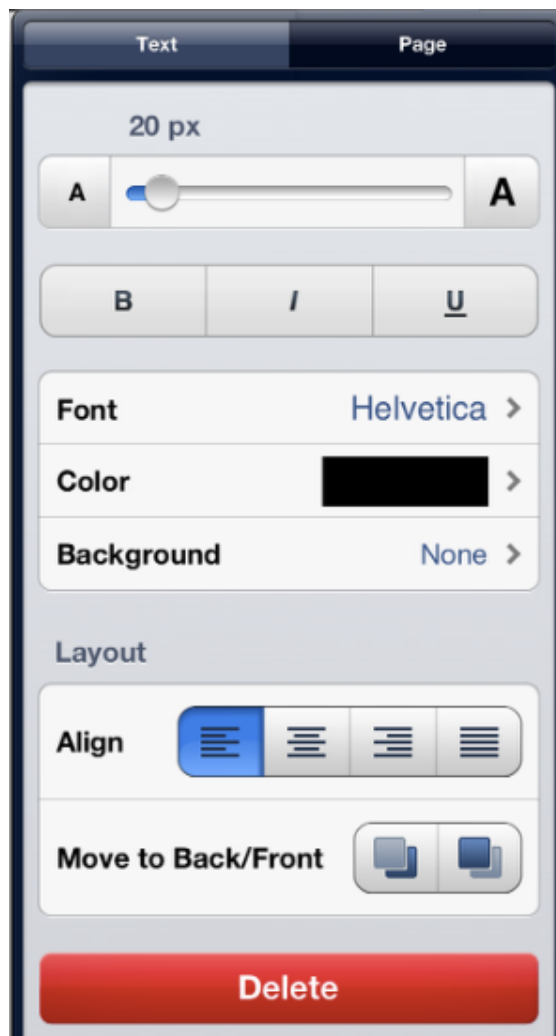 Text Page
20 px
A A
B I U
Font Helvetica
Color
Background None
Layout
Align
Move to Back/Front
Delete